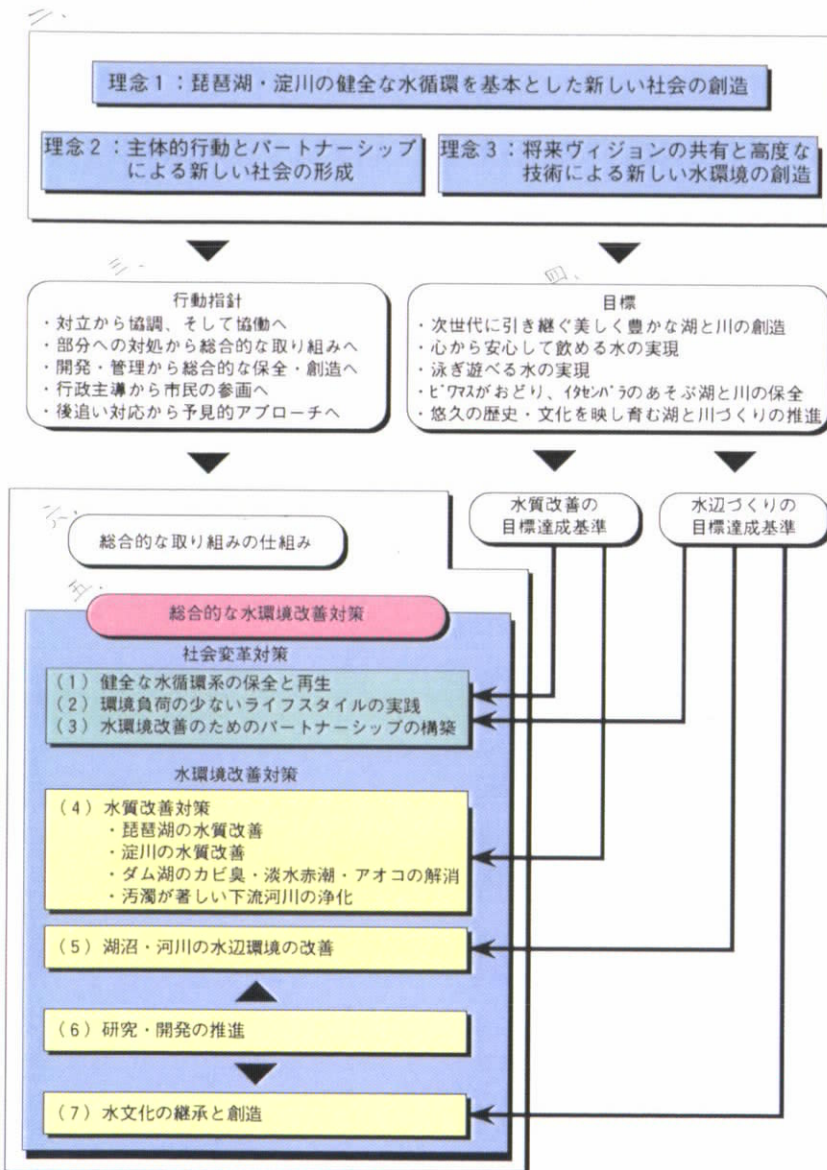 二、
理念1：琵琶湖・淀川の健全な水循環を基本とした新しい社会の創造
理念2：主体的行動とパートナーシップ
による新しい社会の形成
理念3：将来ヴィジョンの共有と高度な
技術による新しい水環境の創造
三、
行動指針
・対立から協調、そして協働へ
・部分への対処から総合的な取り組みへ
・開発・管理から総合的な保全・創造へ
・行政主導から市民の参画へ
・後追い対応から予見的アプローチへ
四、
目標
・次世代に引き継ぐ美しく豊かな湖と川の創造
・心から安心して飲める水の実現
・泳ぎ遊べる水の実現
・ﾋﾞﾜﾏｽがおどり、ｲﾀｾﾝﾊﾟﾗのあそぶ湖と川の保全
・悠久の歴史・文化を映し育む湖と川づくりの推進
水質改善の
目標達成基準
水辺づくりの
目標達成基準
六、
総合的な取り組みの仕組み
五、
総合的な水環境改善対策
社会変革対策
（1）健全な水循環系の保全と再生
（2）環境負荷の少ないライフスタイルの実践
（3）水環境改善のためのパートナーシップの構築
水環境改善対策
（4）水質改善対策
・琵琶湖の水質改善
・淀川の水質改善
・ダム湖のカビ臭・淡水赤潮・アオコの解消
・汚濁が著しい下流河川の浄化
（5）湖沼・河川の水辺環境の改善
（6）研究・開発の推進
（7）水文化の継承と創造